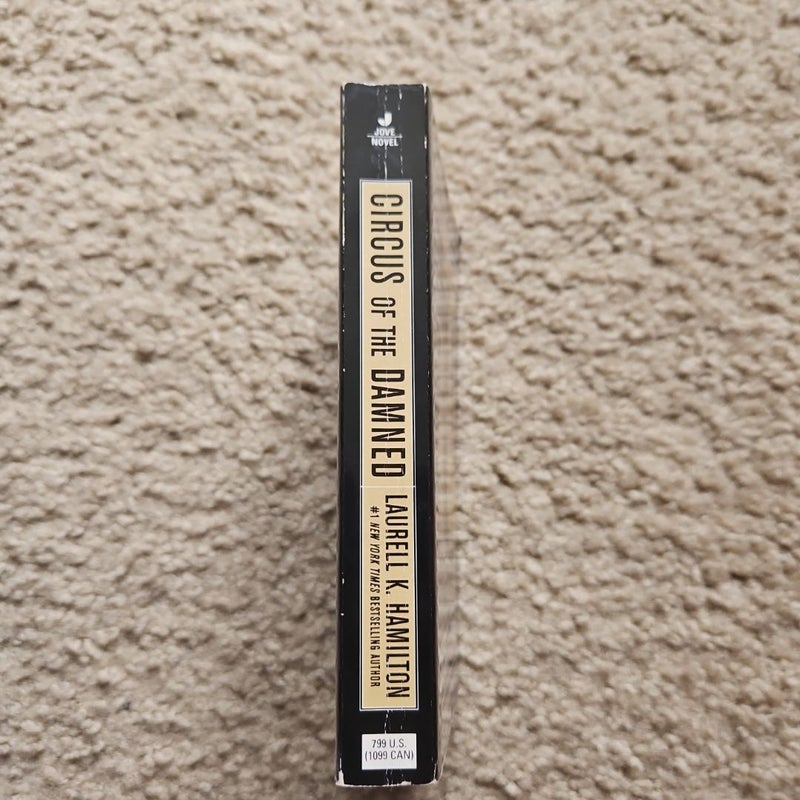 J
JOVE
NOVEL
CIRCUS OF THE DAMNED
LAURELL K. HAMILTON
#1 NEW YORK TIMES BESTSELLING AUTHOR
799 U.S.
(1099 CAN)